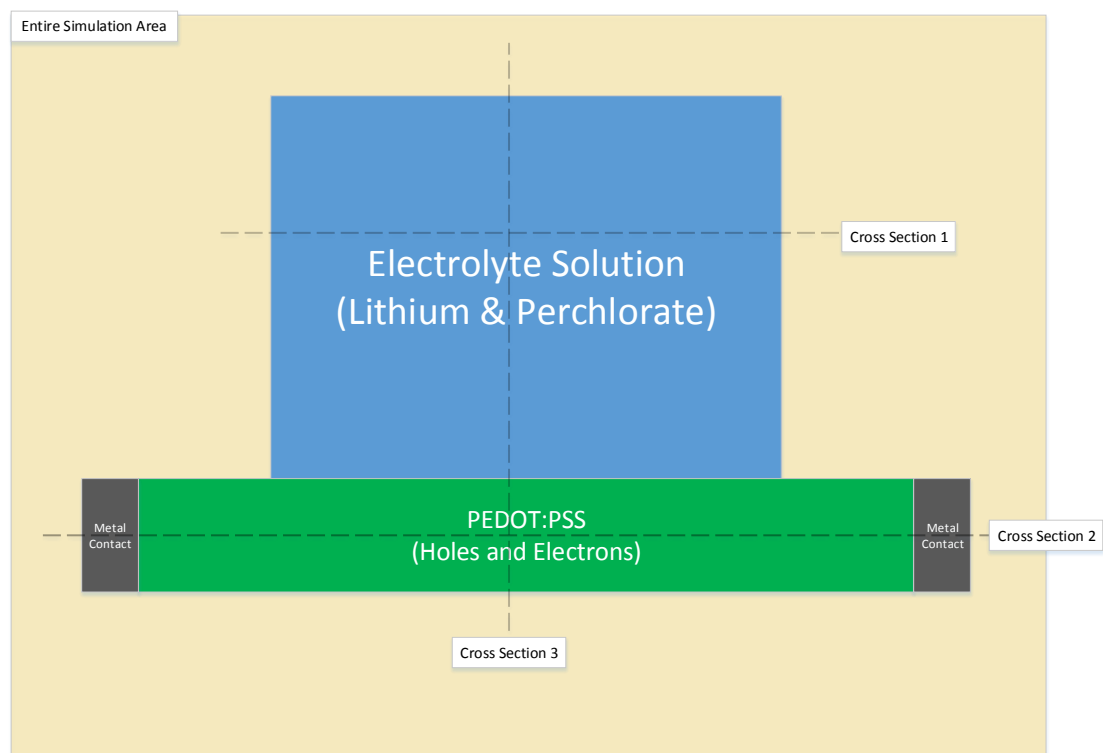 Entire Simulation Area
Cross Section 1
Electrolyte Solution
(Lithium & Perchlorate)
Metal
Contact
PEDOT:PSS
(Holes and Electrons)
Metal
Contact
Cross Section 2
Cross Section 3